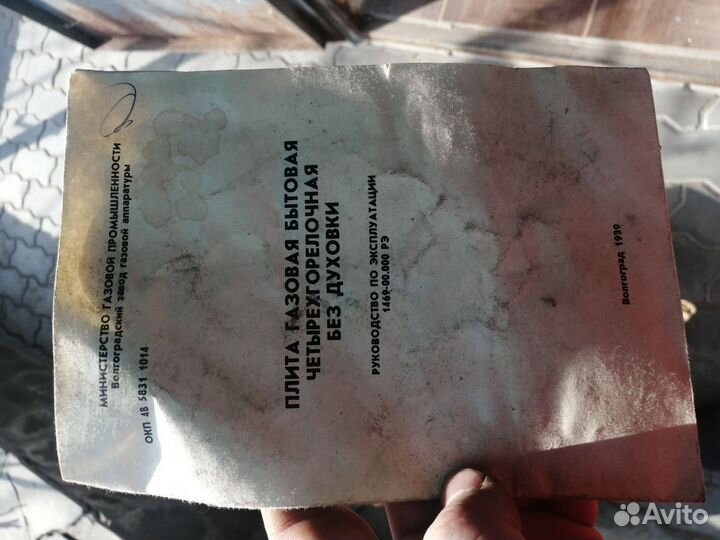 МИНИСТЕРСТВО ГАЗОВОЙ ПРОМЫШЛЕННОСТИ
Волгоградский завод газовой аппаратуры
ОКП 48 5831 1014
ПЛИТА ГАЗОВАЯ БЫТОВАЯ
ЧЕТЫРЕХГОРЕЛОЧНАЯ
БЕЗ ДУХОВКИ
РУКОВОДСТВО ПО ЭКСПЛУАТАЦИИ
1469-00.000 РЭ
Волгоград 1989
Avito